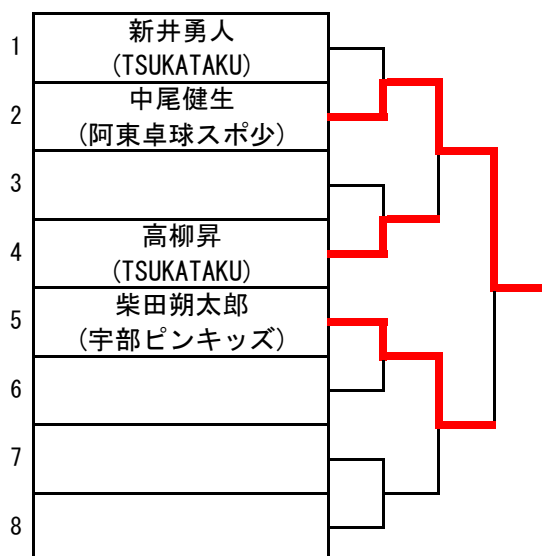 1
新井勇人
(TSUKATAKU)
2
中尾健生
(阿東卓球スポ少)
3
4
高柳昇
(TSUKATAKU)
5
柴田朔太郎
(宇部ピンキッズ)
6
7
8